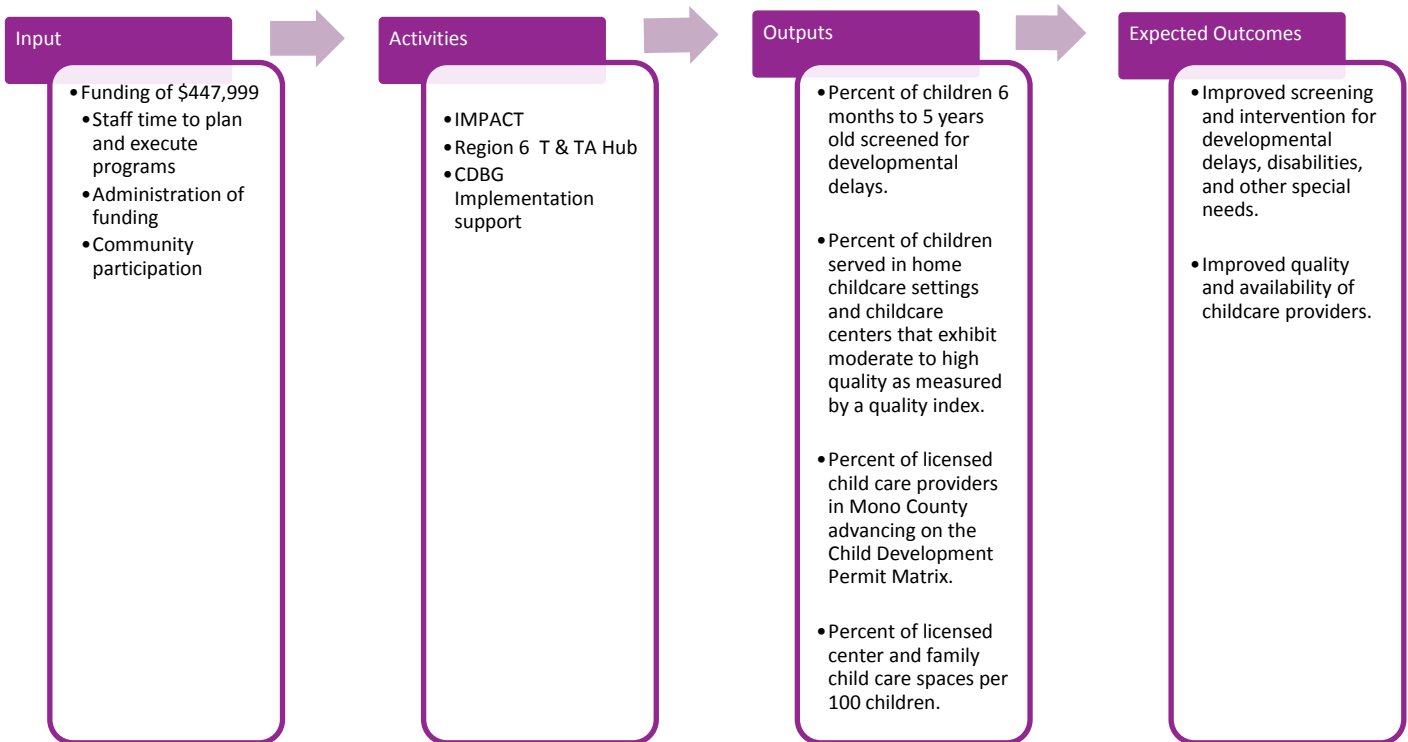 Input
•Funding of $447,999
•Staff time to plan
and execute
programs
•Administration of
funding
•Community
participation
Activities
•IMPACT
•Region 6 T & TA Hub
•CDBG
Implementation
support
Outputs
•Percent of children 6
months to 5 years
old screened for
developmental
delays.
•Percent of children
served in home
childcare settings
and childcare
centers that exhibit
moderate to high
quality as measured
by a quality index.
•Percent of licensed
child care providers
in Mono County
advancing on the
Child Development
Permit Matrix.
•Percent of licensed
center and family
child care spaces per
100 children.
Expected Outcomes
•Improved screening
and intervention for
developmental
delays, disabilities,
and other special
needs.
•Improved quality
and availability of
childcare providers.